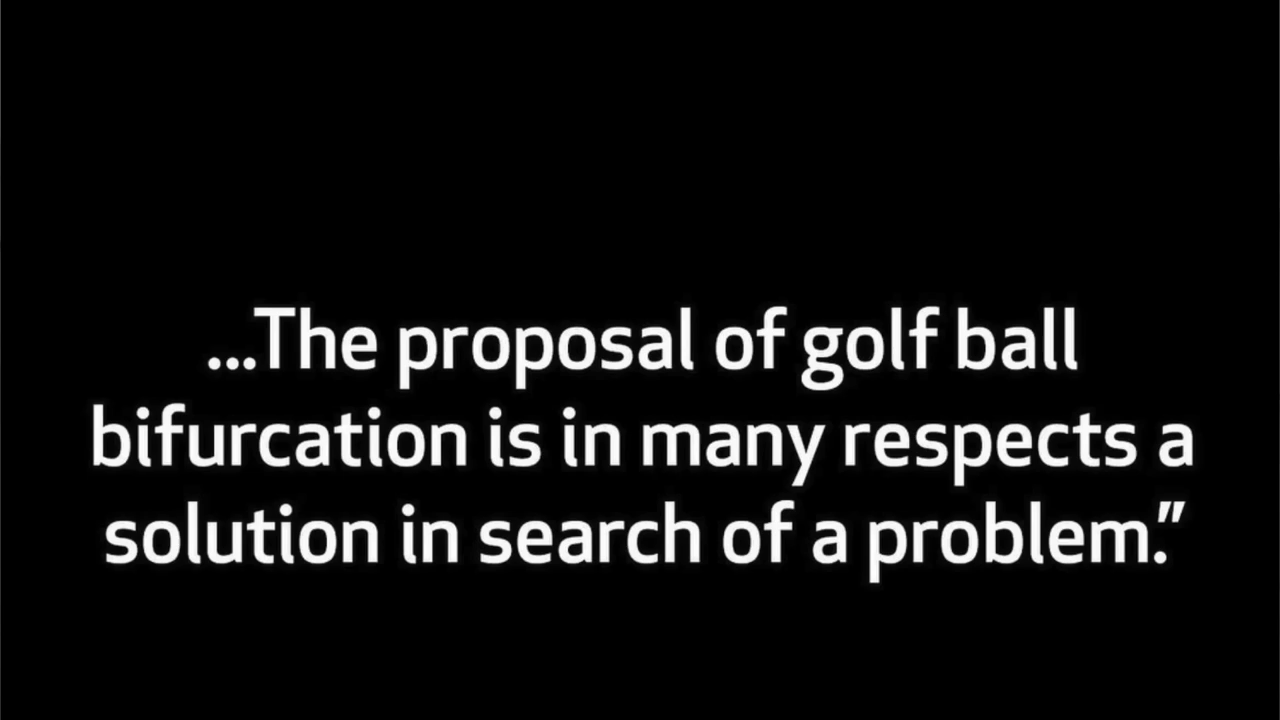 ...The proposal of golf ball
bifurcation is in many respects a
solution in search of a problem.”